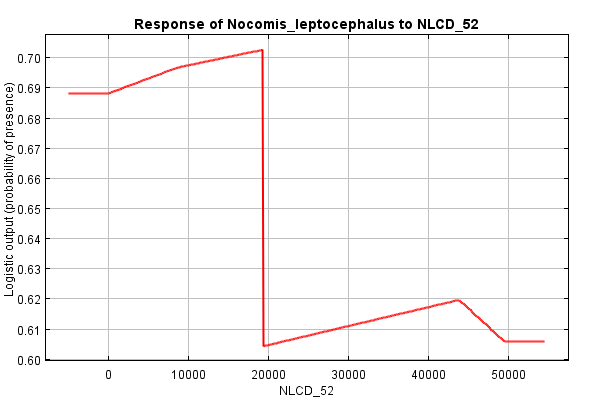 Response of Nocomis_leptocephalus to NLCD_52
Logistic output (probability of presence)
0.70
0.69
0.68
0.67
0.66
0.65
0.64
0.63
0.62
0.61
0.60
0 10000 20000 30000 40000 50000
NLCD_52